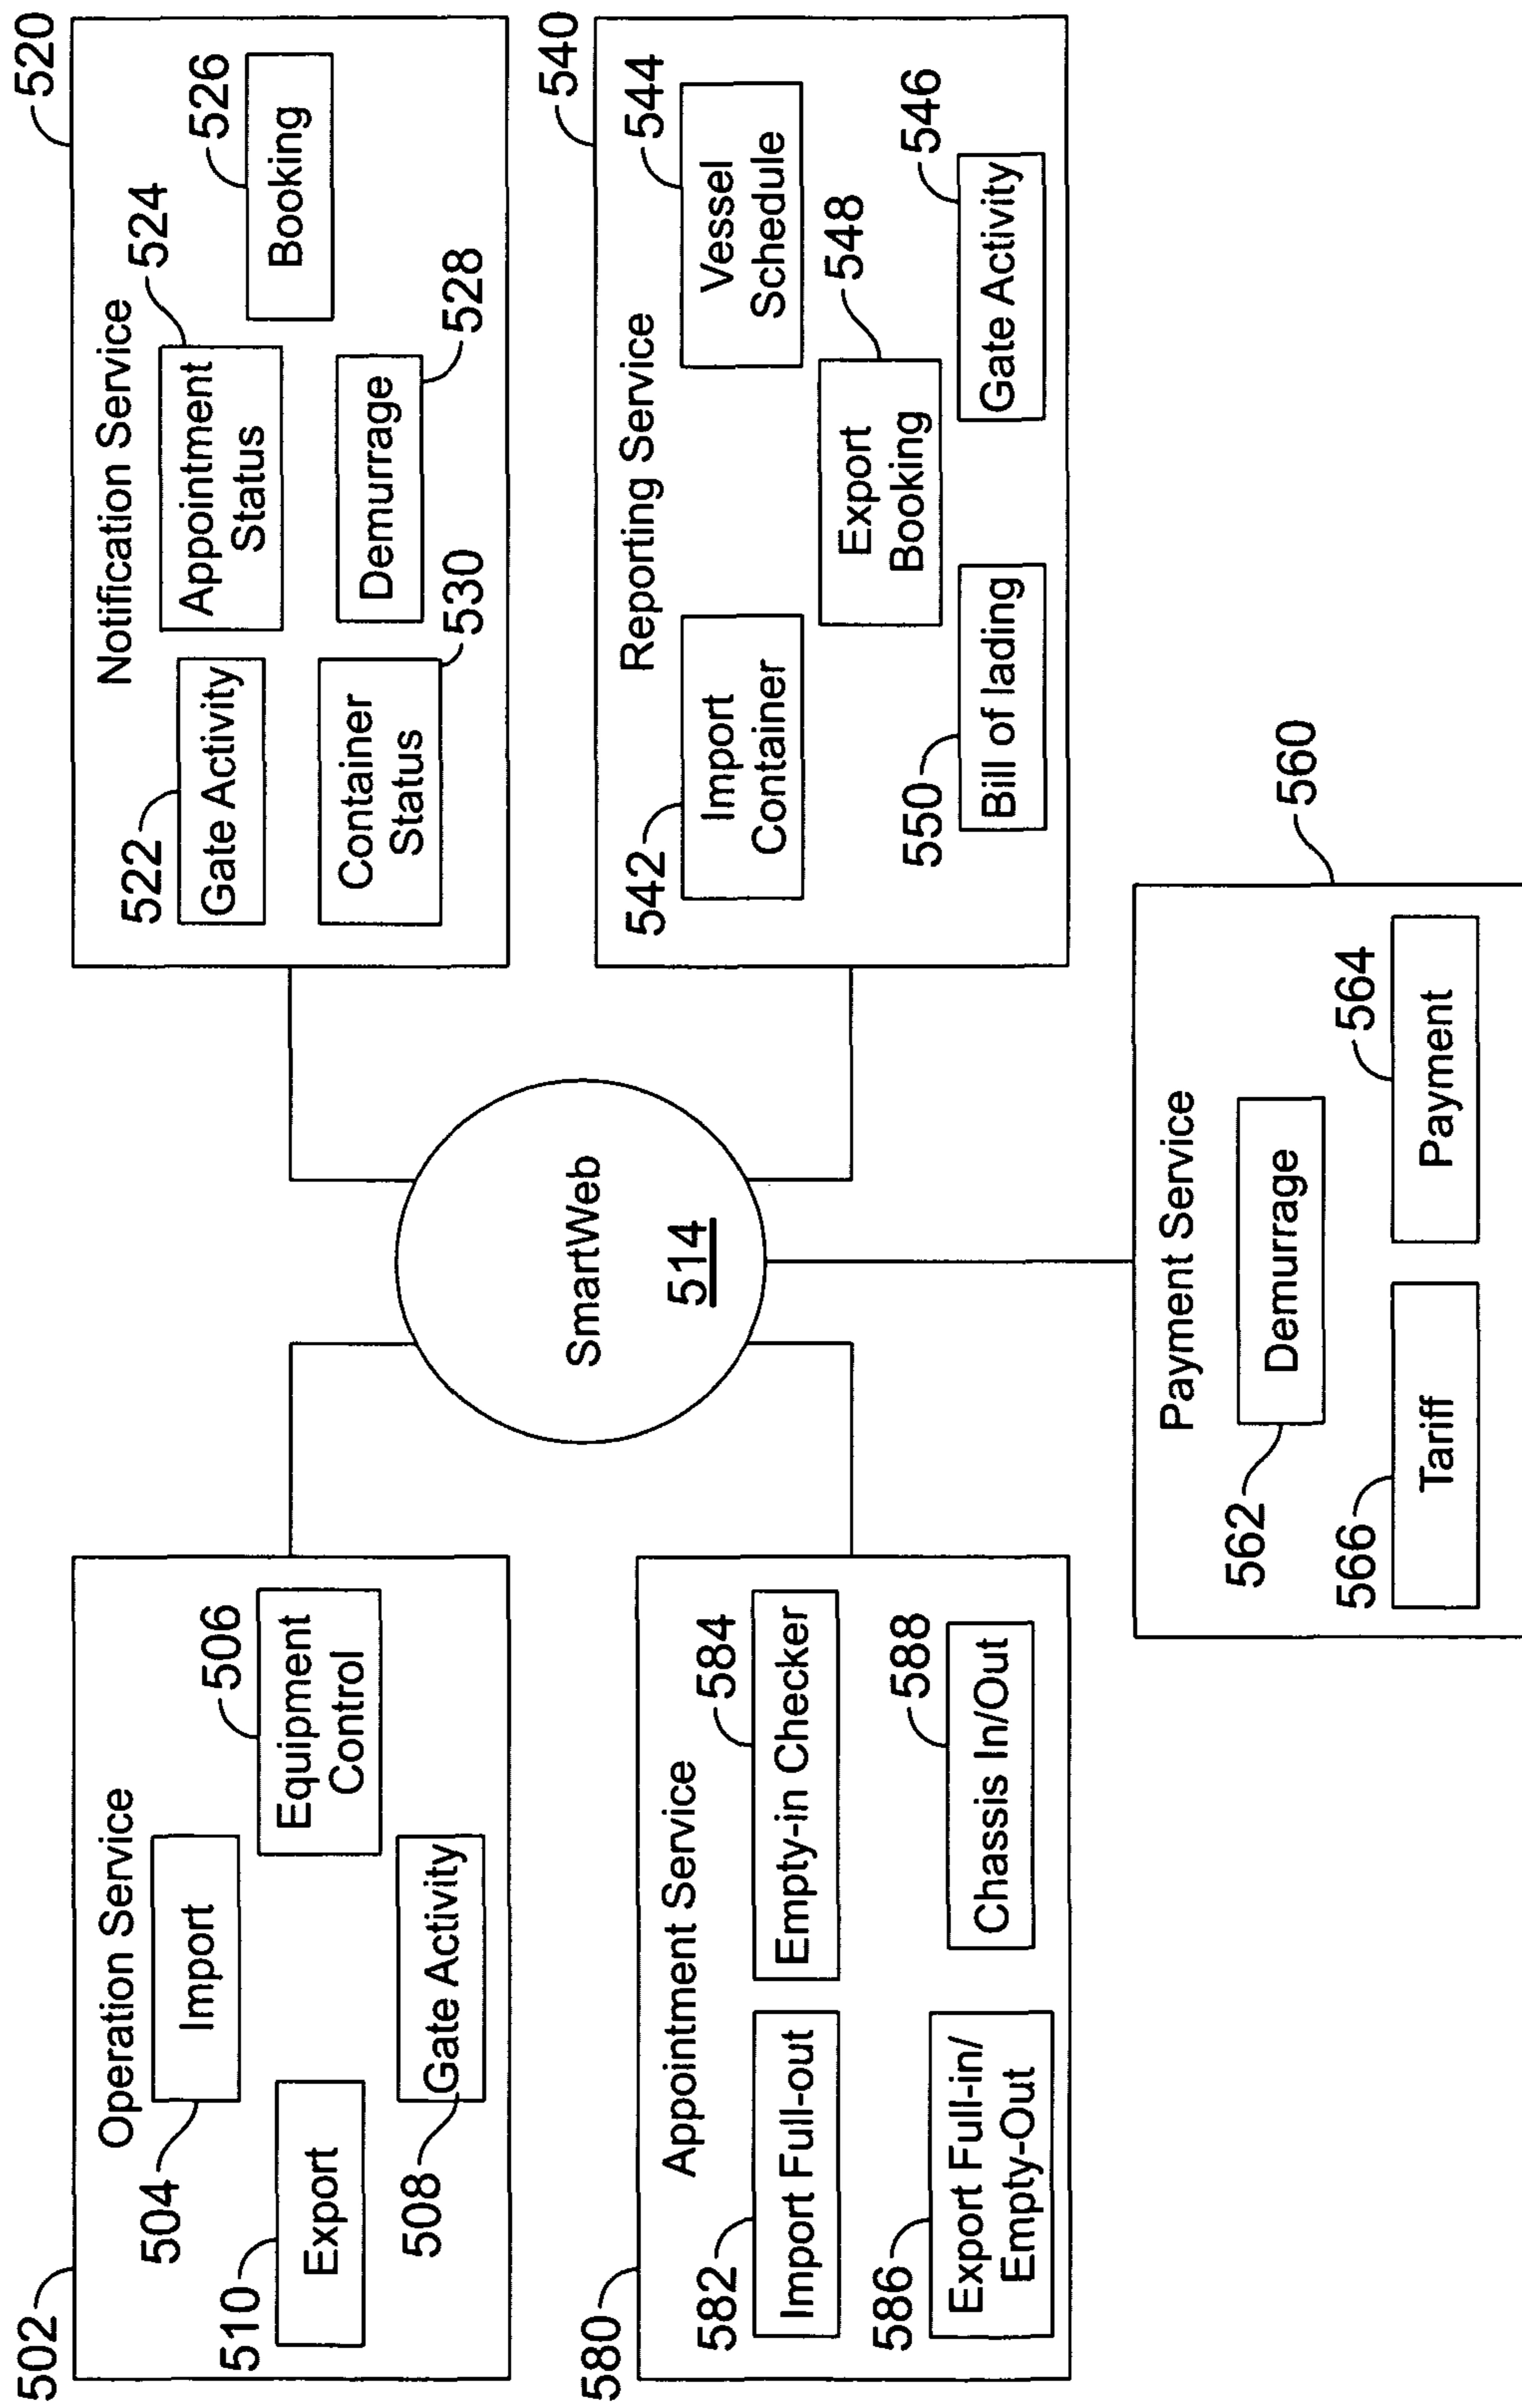 502
Operation Service
504
Import
506
Equipment
Control
510
Export
508
Gate Activity
520
Notification Service
522
Gate Activity
524
Appointment
Status
526
Booking
530
Container
Status
528
Demurrage
SmartWeb
514
580
Appointment Service
582
Import Full-out
584
Empty-in Checker
586
Export Full-in/
Empty-Out
588
Chassis In/Out
540
Reporting Service
542
Import
Container
544
Vessel
Schedule
548
Export
Booking
550
Bill of lading
546
Gate Activity
560
Payment Service
562
Demurrage
566
Tariff
564
Payment